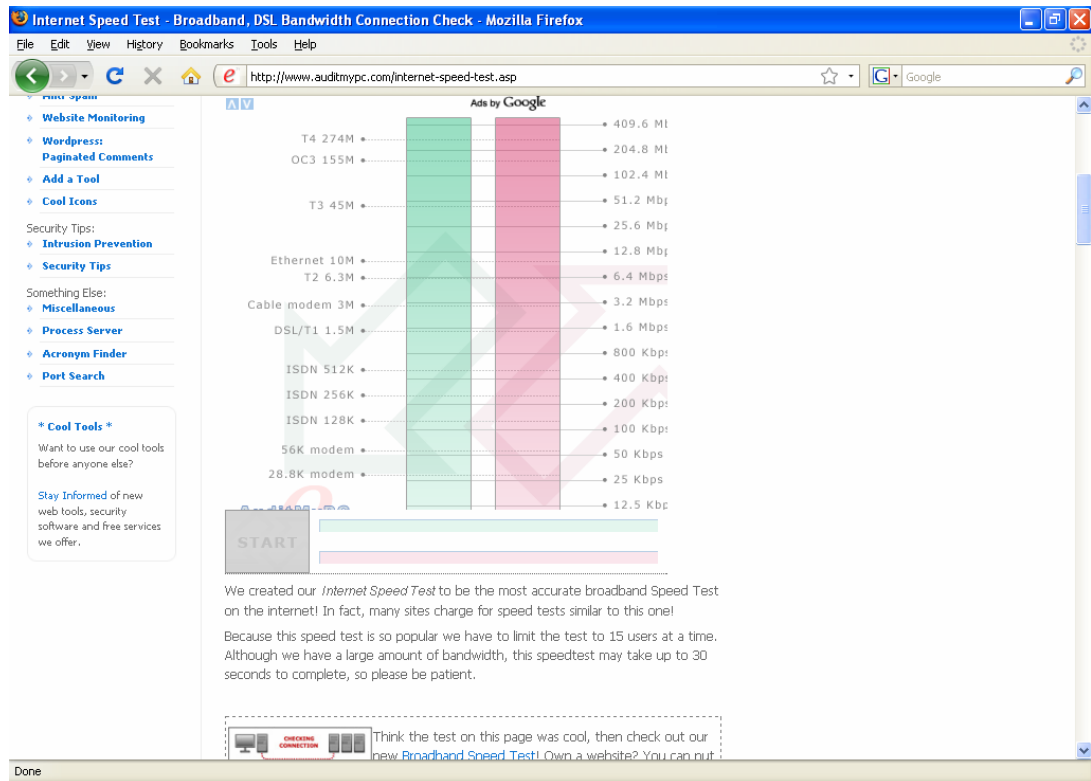 Internet Speed Test - Broadband, DSL Bandwidth Connection Check - Mozilla Firefox
File Edit View History Bookmarks Tools Help
http://www.auditmypc.com/internet-speed-test.asp
Google
Anti Spam
Website Monitoring
Wordpress:
Paginated Comments
Add a Tool
Cool Icons
Security Tips:
Intrusion Prevention
Security Tips
Something Else:
Miscellaneous
Process Server
Acronym Finder
Port Search
* Cool Tools *
Want to use our cool tools
before anyone else?
Stay Informed of new
web tools, security
software and free services
we offer.
Ads by Google
T4 274M
OC3 155M
T3 45M
Ethernet 10M
T2 6.3M
Cable modem 3M
DSL/T1 1.5M
ISDN 512K
ISDN 256K
ISDN 128K
56K modem
28.8K modem
409.6 Mb
204.8 Mb
102.4 Mb
51.2 Mbp
25.6 Mbp
12.8 Mbp
6.4 Mbps
3.2 Mbps
1.6 Mbps
800 Kbps
400 Kbps
200 Kbps
100 Kbps
50 Kbps
25 Kbps
12.5 Kbp
START
We created our Internet Speed Test to be the most accurate broadband Speed Test
on the internet! In fact, many sites charge for speed tests similar to this one!
Because this speed test is so popular we have to limit the test to 15 users at a time.
Although we have a large amount of bandwidth, this speedtest may take up to 30
seconds to complete, so please be patient.
CHECKING
CONNECTION
Think the test on this page was cool, then check out our
new Broadband Speed Test! Own a website? You can put
Done